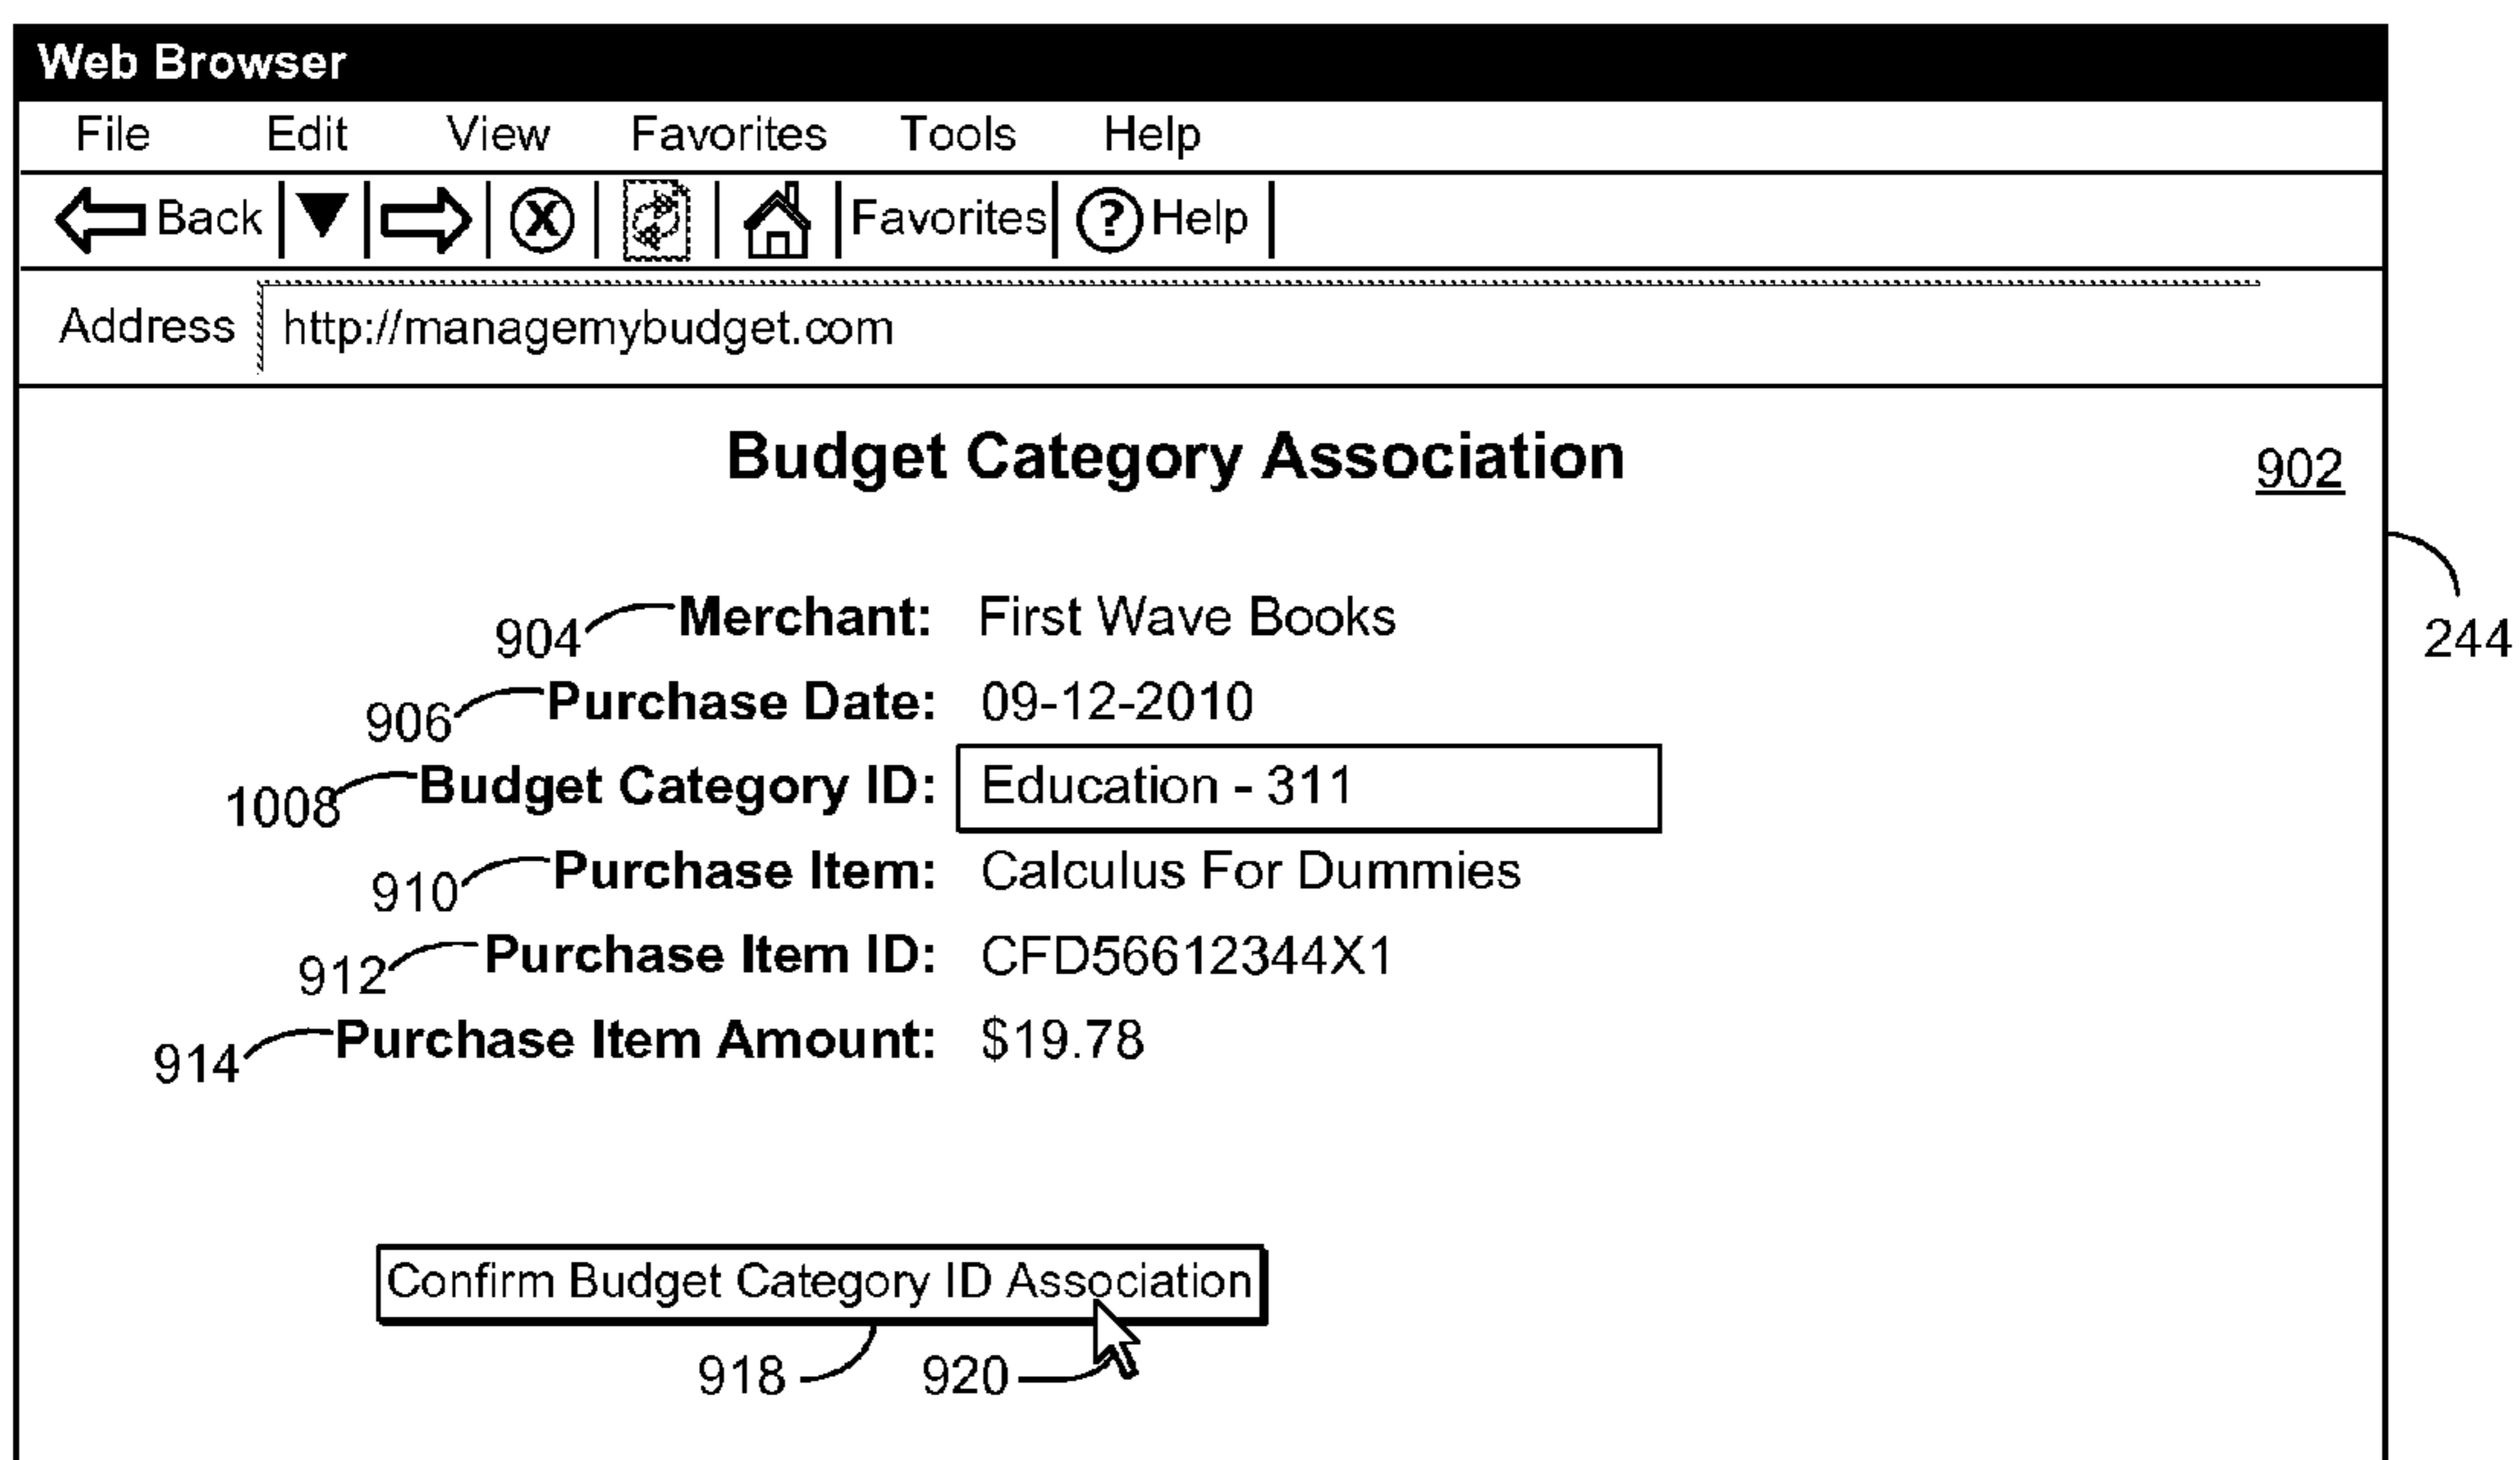 Web Browser
File Edit View Favorites Tools Help
Back X Favorites ? Help
Address http://managemybudget.com
Budget Category Association 902
904 Merchant: First Wave Books
244
906 Purchase Date: 09-12-2010
1008 Budget Category ID: Education - 311
910 Purchase Item: Calculus For Dummies
912 Purchase Item ID: CFD56612344X1
914 Purchase Item Amount: $19.78
Confirm Budget Category ID Association
918 920